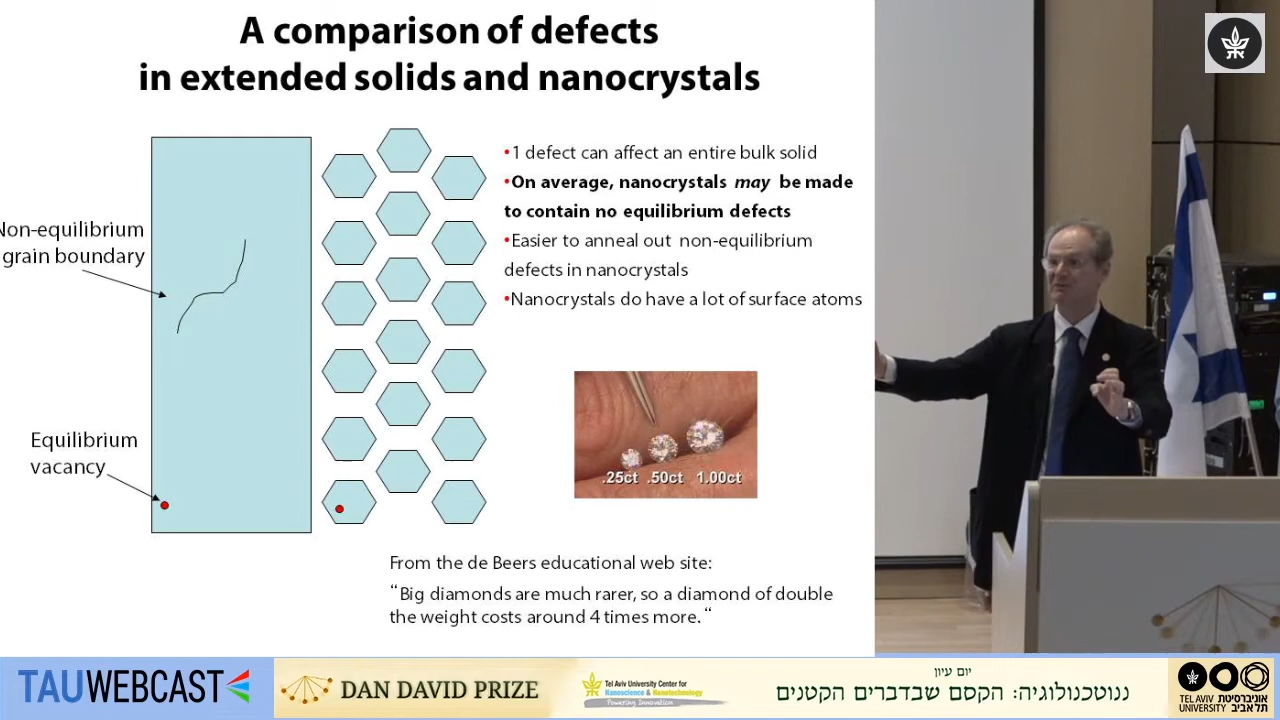 A comparison of defects
in extended solids and nanocrystals
Non-equilibrium
grain boundary
Equilibrium
vacancy
•1 defect can affect an entire bulk solid
•On average, nanocrystals may be made
to contain no equilibrium defects
•Easier to anneal out non-equilibrium
defects in nanocrystals
•Nanocrystals do have a lot of surface atoms
.25ct .50ct 1.00ct
From the de Beers educational web site:
“Big diamonds are much rarer, so a diamond of double
the weight costs around 4 times more.“
TAUWEBCAST
DAN DAVID PRIZE
Tel Aviv University Center for
Nanoscience & Nanotechnology
Powering Innovation
יום עיון
ננוטכנולוגיה: הקסם שבדברים הקטנים
TEL AVIV אוניברסיטת
UNIVERSITY תל אביב